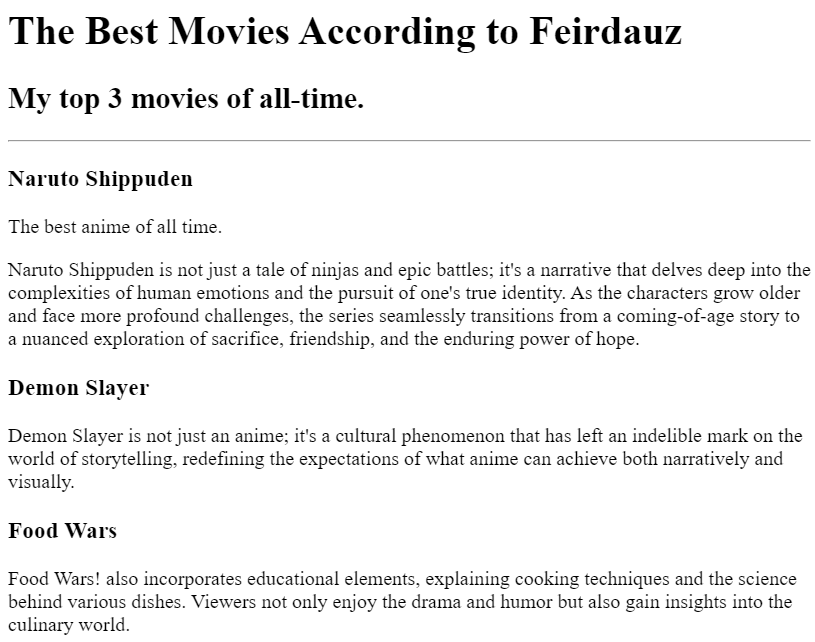 The Best Movies According to Feirdauz
My top 3 movies of all-time.
Naruto Shippuden
The best anime of all time.
Naruto Shippuden is not just a tale of ninjas and epic battles; it's a narrative that delves deep into the
complexities of human emotions and the pursuit of one's true identity. As the characters grow older
and face more profound challenges, the series seamlessly transitions from a coming-of-age story to
a nuanced exploration of sacrifice, friendship, and the enduring power of hope.
Demon Slayer
Demon Slayer is not just an anime; it's a cultural phenomenon that has left an indelible mark on the
world of storytelling, redefining the expectations of what anime can achieve both narratively and
visually.
Food Wars
Food Wars! also incorporates educational elements, explaining cooking techniques and the science
behind various dishes. Viewers not only enjoy the drama and humor but also gain insights into the
culinary world.